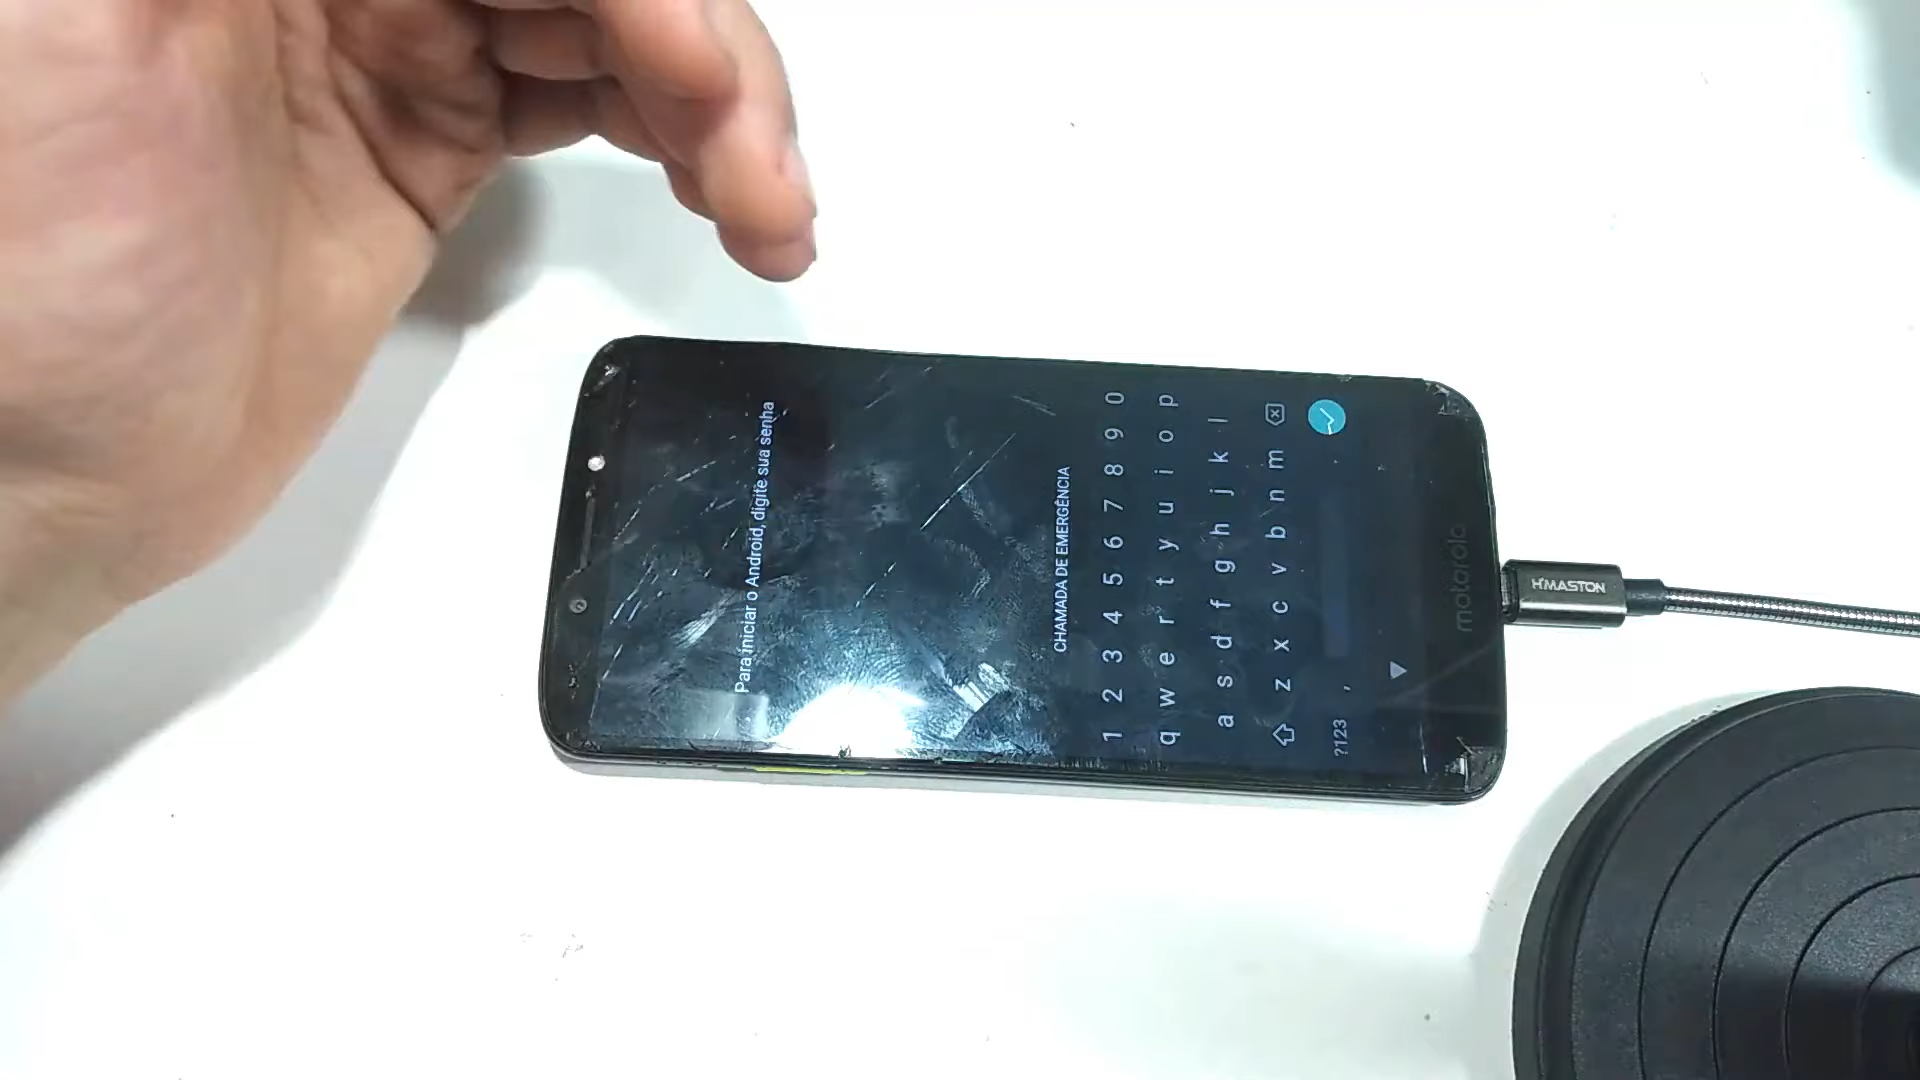 Para iniciar o Android, digite sua senha
CHAMADA DE EMERGÊNCIA
1 2 3 4 5 6 7 8 9 0
q w e r t y u i o p
a s d f g h j k l
z x c v b n m
?123 ,
motorola
H'MASTON